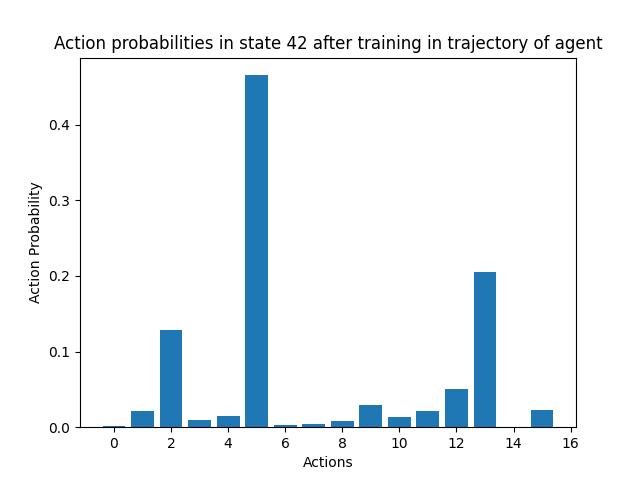 Action probabilities in state 42 after training in trajectory of agent
Action Probability
0.4
0.3
0.2
0.1
0.0
0 2 4 6 8 10 12 14 16
Actions